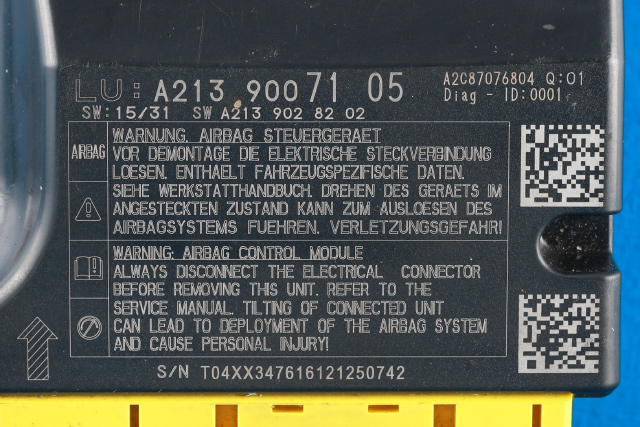 LU: A213 900 71 05
A2C87076804 Q:01
Diag - ID:0001
SW: 15/31 SW A213 902 82 02
AIRBAG
WARNUNG. AIRBAG STEUERGERAET
VOR DEMONTAGE DIE ELEKTRISCHE STECKVERBINDUNG
LOESEN. ENTHAELT FAHRZEUGSPEZIFISCHE DATEN.
SIEHE WERKSTATTHANDBUCH. DREHEN DES GERAETS IM
ANGESTECKTEN ZUSTAND KANN ZUM AUSLOESEN DES
AIRBAGSYSTEMS FUEHREN. VERLETZUNGSGEFAHR!
WARNING: AIRBAG CONTROL MODULE
ALWAYS DISCONNECT THE ELECTRICAL CONNECTOR
BEFORE REMOVING THIS UNIT. REFER TO THE
SERVICE MANUAL. TILTING OF CONNECTED UNIT
CAN LEAD TO DEPLOYMENT OF THE AIRBAG SYSTEM
AND CAUSE PERSONAL INJURY!
S/N T04XX347616121250742